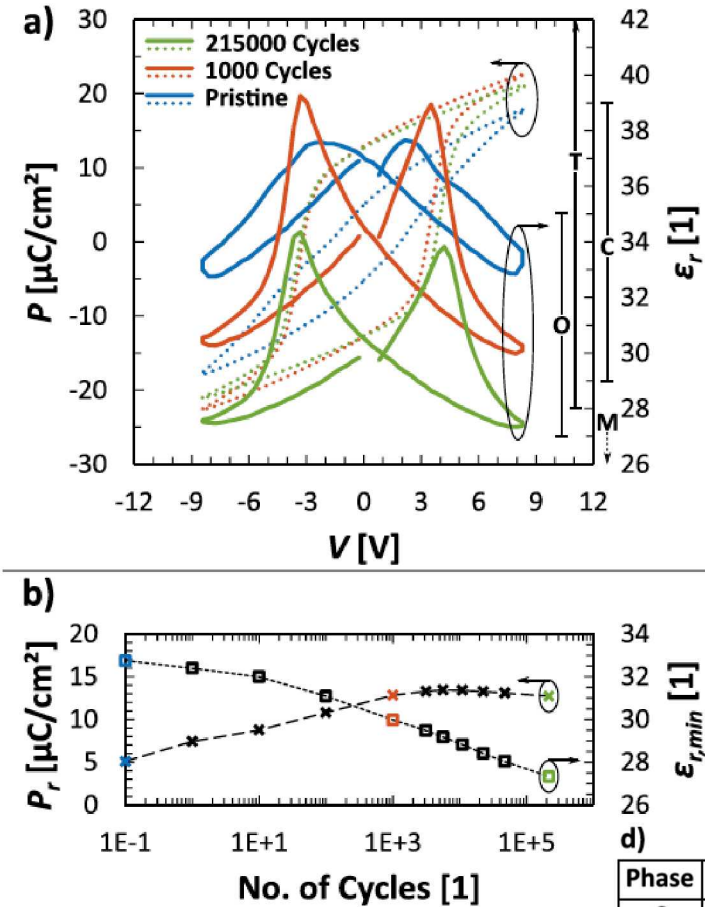 a)
215000 Cycles
1000 Cycles
Pristine
30
20
10
0
-10
-20
-30
P [µC/cm²]
-12 -9 -6 -3 0 3 6 9 12
V [V]
42
40
38
36
34
32
30
28
26
εr [1]
T
C
O
M
b)
20
15
10
5
0
Pr [µC/cm²]
34
32
30
28
26
εr,min [1]
1E-1 1E+1 1E+3 1E+5
No. of Cycles [1]
d)
Phase